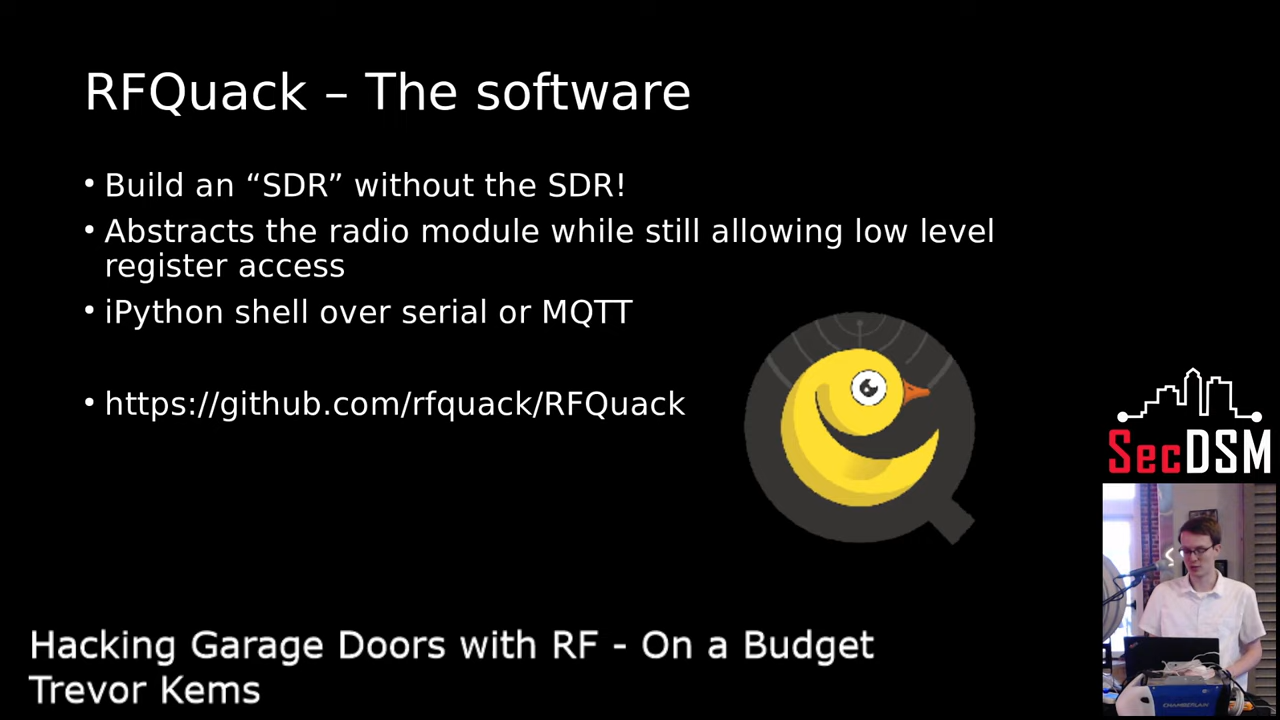 RFQuack – The software
• Build an “SDR” without the SDR!
• Abstracts the radio module while still allowing low level
register access
• iPython shell over serial or MQTT
• https://github.com/rfquack/RFQuack
SecDSM
CHAMBERLAIN
Hacking Garage Doors with RF - On a Budget
Trevor Kems